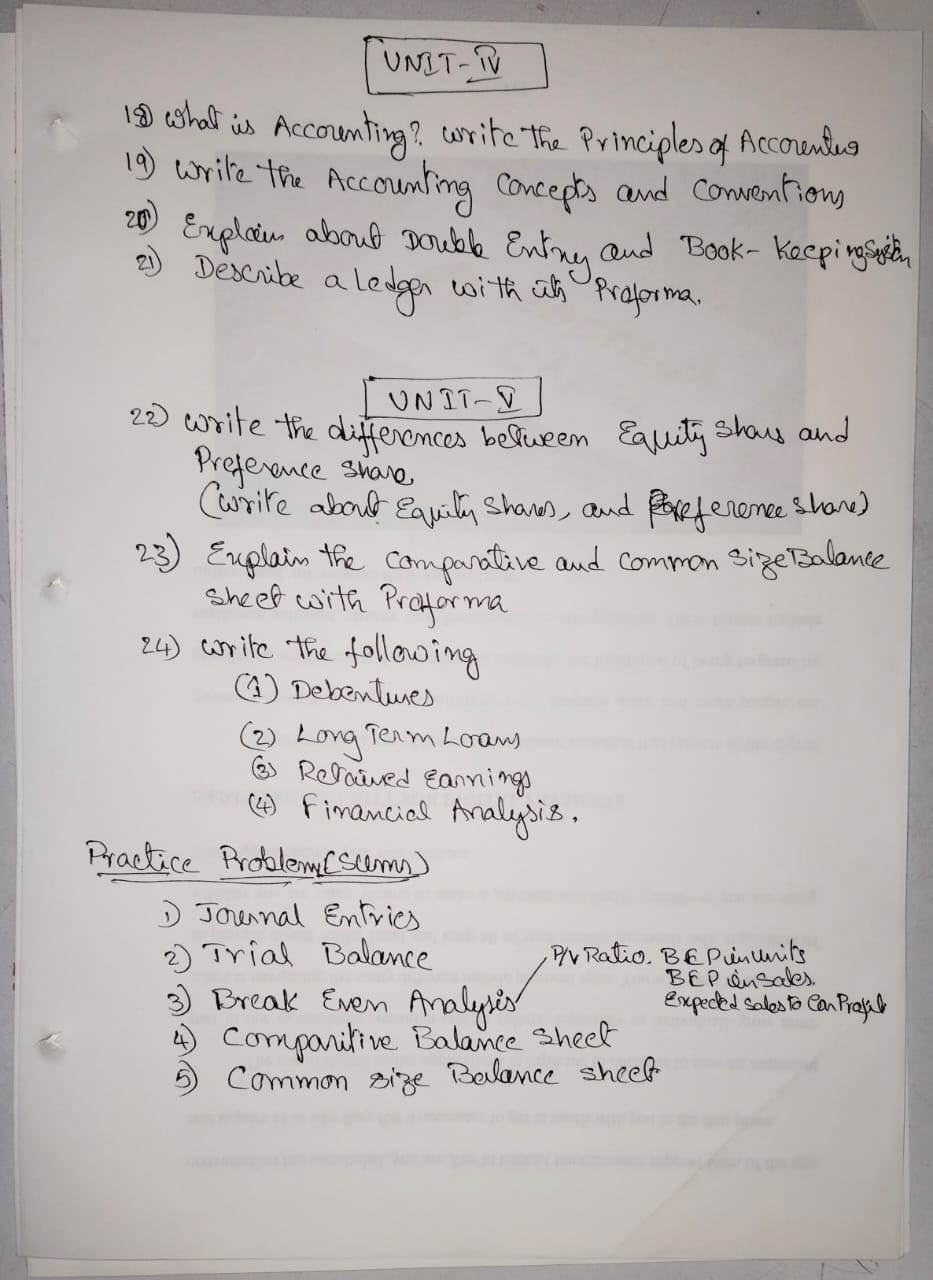 UNIT-IV
18) What is Accounting? write the Principles of Accounting
19) write the Accounting Concepts and Conventions
20) Explain about Double Entry and Book-Keeping System
21) Describe a Ledger with its Proforma.
UNIT-V
22) write the differences between Equity Shares and
Preference Share
(write about Equity Shares, and Preference Share)
23) Explain the Comparative and Common Size Balance
Sheet with Proforma
24) write the following
(1) Debentures
(2) Long Term Loans
(3) Retained Earnings
(4) Financial Analysis.
Practice Problems (Sums)
1) Journal Entries
2) Trial Balance
P/V Ratio. BEP in units
BEP in Sales.
Expected Sales to
3) Break Even Analysis
4) Comparitive Balance Sheet
5) Common size Balance sheet